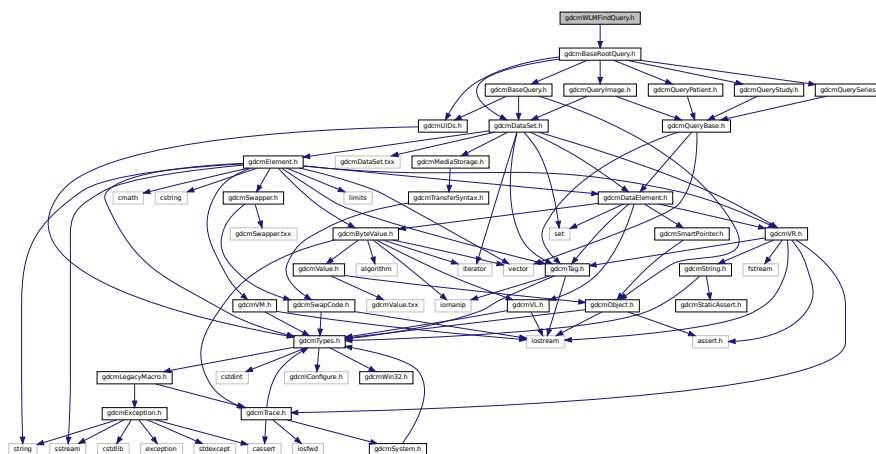 gdcmWLMFindQuery.h
gdcmBaseRootQuery.h
gdcmBaseQuery.h
gdcmQueryImage.h
gdcmQueryPatient.h
gdcmQueryStudy.h
gdcmQuerySeries
gdcmUIDs.h
gdcmDataSet.h
gdcmQueryBase.h
gdcmElement.h
gdcmDataSet.txx
gdcmMediaStorage.h
cmath
cstring
gdcmSwapper.h
limits
gdcmTransferSyntax.h
gdcmDataElement.h
gdcmSwapper.txx
gdcmByteValue.h
set
gdcmSmartPointer.h
gdcmVR.h
gdcmValue.h
algorithm
iterator
vector
gdcmTag.h
gdcmString.h
fstream
gdcmVM.h
gdcmSwapCode.h
gdcmValue.txx
iomanip
gdcmVL.h
gdcmObject.h
gdcmStaticAssert.h
gdcmTypes.h
iostream
assert.h
gdcmLegacyMacro.h
cstdint
gdcmConfigure.h
gdcmWin32.h
gdcmException.h
gdcmTrace.h
string
sstream
cstdlib
exception
stdexcept
cassert
iosfwd
gdcmSystem.h